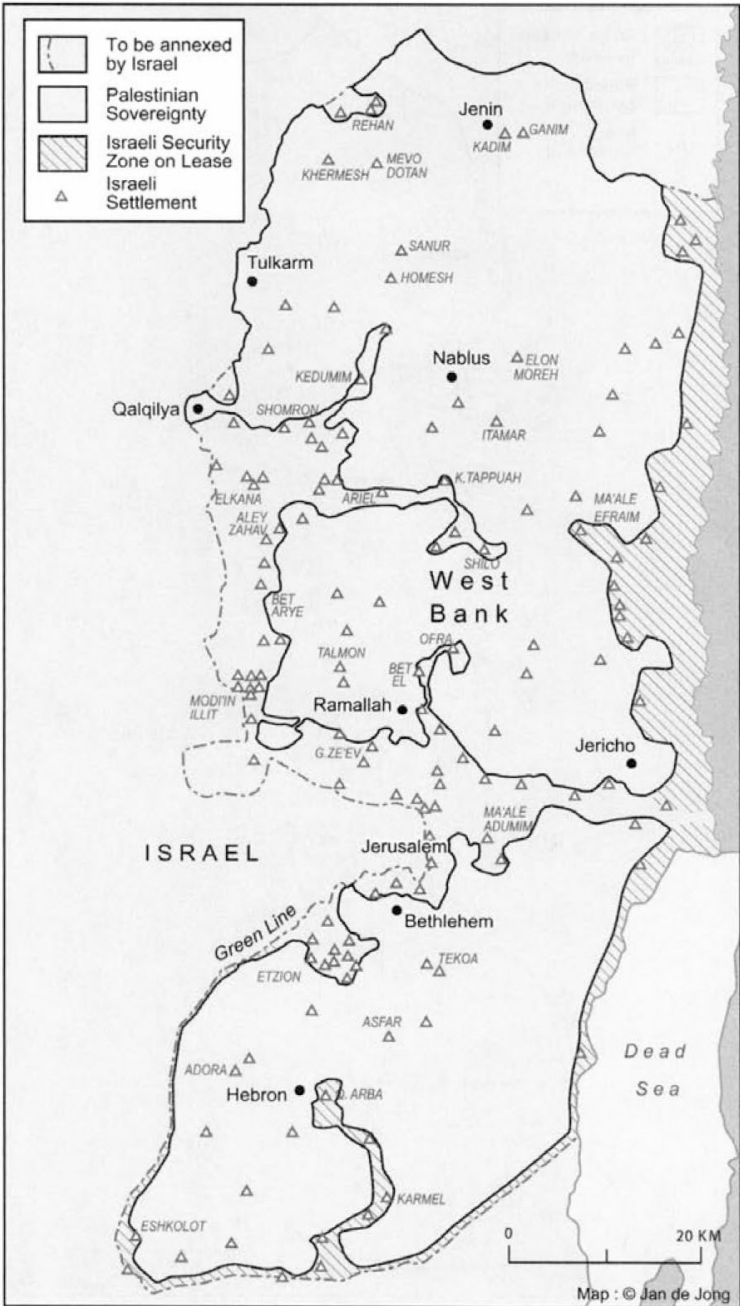 To be annexed
by Israel
Palestinian
Sovereignty
Israeli Security
Zone on Lease
Israeli
Settlement
REHAN
Jenin
KADIM
GANIM
KHERMESH
MEVO
DOTAN
SANUR
HOMESH
Tulkarm
KEDUMIM
Nablus
ELON
MOREH
Qalqilya
SHOMRON
ITAMAR
ELKANA
ARIEL
K.TAPPUAH
MA'ALE
EFRAIM
ALEY
ZAHAV
SHILO
West
Bank
BET
ARYE
OFRA
TALMON
BET
EL
MODI'IN
ILLIT
Ramallah
G.ZE'EV
Jericho
MA'ALE
ADUMIM
ISRAEL
Jerusalem
Green Line
Bethlehem
ETZION
TEKOA
ASFAR
Dead
Sea
ADORA
Hebron
Q. ARBA
KARMEL
ESHKOLOT
0
20 KM
Map : © Jan de Jong